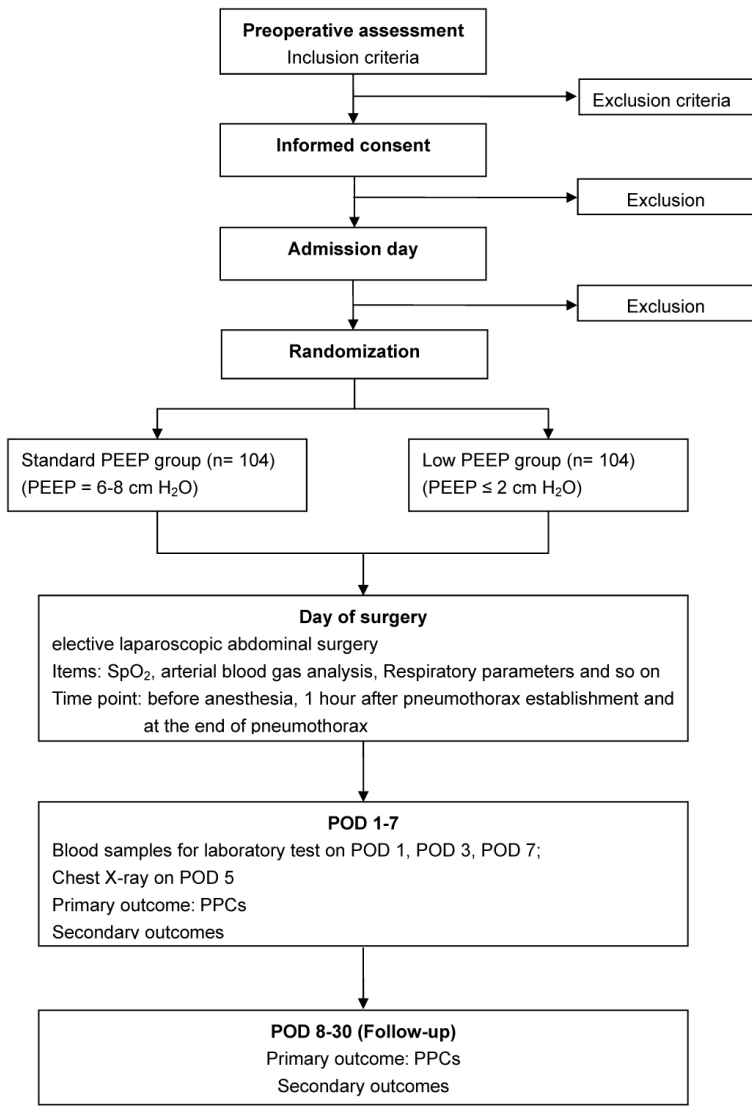 Preoperative assessment
Inclusion criteria
Exclusion criteria
Informed consent
Exclusion
Admission day
Exclusion
Randomization
Standard PEEP group (n= 104)
(PEEP = 6-8 cm H₂O)
Low PEEP group (n= 104)
(PEEP ≤ 2 cm H₂O)
Day of surgery
elective laparoscopic abdominal surgery
Items: SpO₂, arterial blood gas analysis, Respiratory parameters and so on
Time point: before anesthesia, 1 hour after pneumothorax establishment and
at the end of pneumothorax
POD 1-7
Blood samples for laboratory test on POD 1, POD 3, POD 7;
Chest X-ray on POD 5
Primary outcome: PPCs
Secondary outcomes
POD 8-30 (Follow-up)
Primary outcome: PPCs
Secondary outcomes